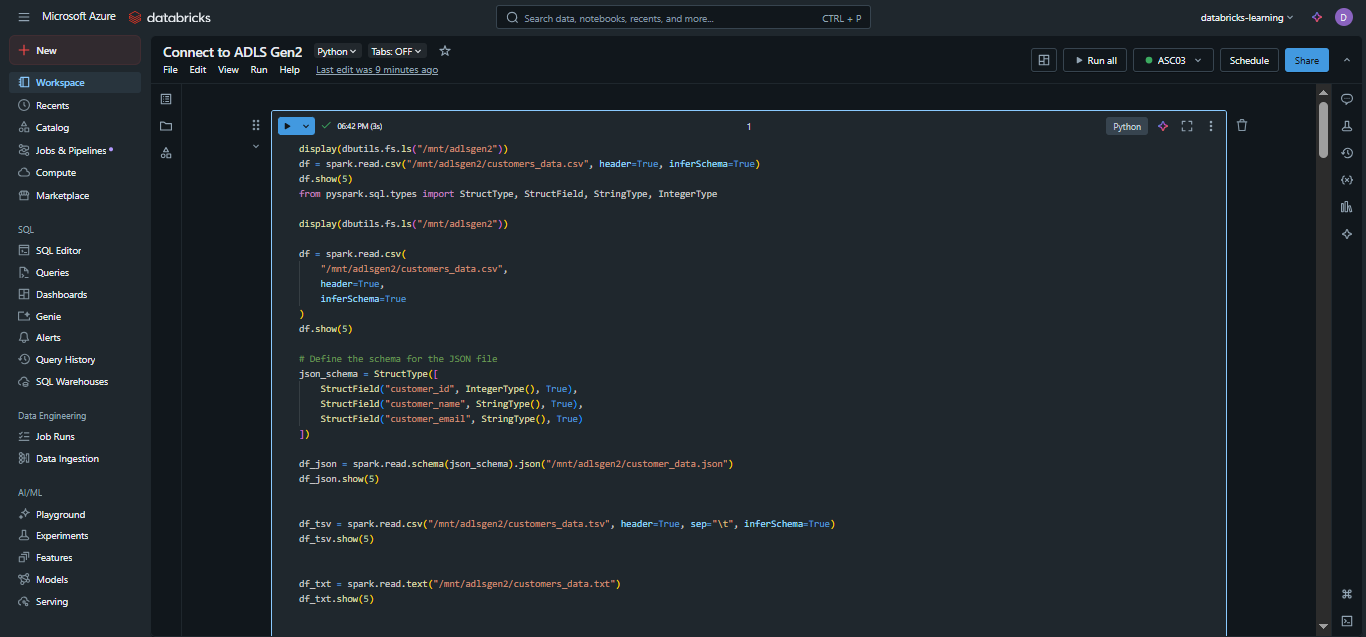 Microsoft Azure databricks
Search data, notebooks, recents, and more... CTRL + P
databricks-learning D
New
Workspace
Recents
Catalog
Jobs & Pipelines
Compute
Marketplace
SQL
SQL Editor
Queries
Dashboards
Genie
Alerts
Query History
SQL Warehouses
Data Engineering
Job Runs
Data Ingestion
AI/ML
Playground
Experiments
Features
Models
Serving
Connect to ADLS Gen2 Python Tabs: OFF
File Edit View Run Help Last edit was 9 minutes ago
Run all ASC03 Schedule Share
06:42 PM (3s) 1 Python
display(dbutils.fs.ls("/mnt/adlsgen2"))
df = spark.read.csv("/mnt/adlsgen2/customers_data.csv", header=True, inferSchema=True)
df.show(5)
from pyspark.sql.types import StructType, StructField, StringType, IntegerType
display(dbutils.fs.ls("/mnt/adlsgen2"))
df = spark.read.csv(
"/mnt/adlsgen2/customers_data.csv",
header=True,
inferSchema=True
)
df.show(5)
# Define the schema for the JSON file
json_schema = StructType([
StructField("customer_id", IntegerType(), True),
StructField("customer_name", StringType(), True),
StructField("customer_email", StringType(), True)
])
df_json = spark.read.schema(json_schema).json("/mnt/adlsgen2/customer_data.json")
df_json.show(5)
df_tsv = spark.read.csv("/mnt/adlsgen2/customers_data.tsv", header=True, sep="\t", inferSchema=True)
df_tsv.show(5)
df_txt = spark.read.text("/mnt/adlsgen2/customers_data.txt")
df_txt.show(5)